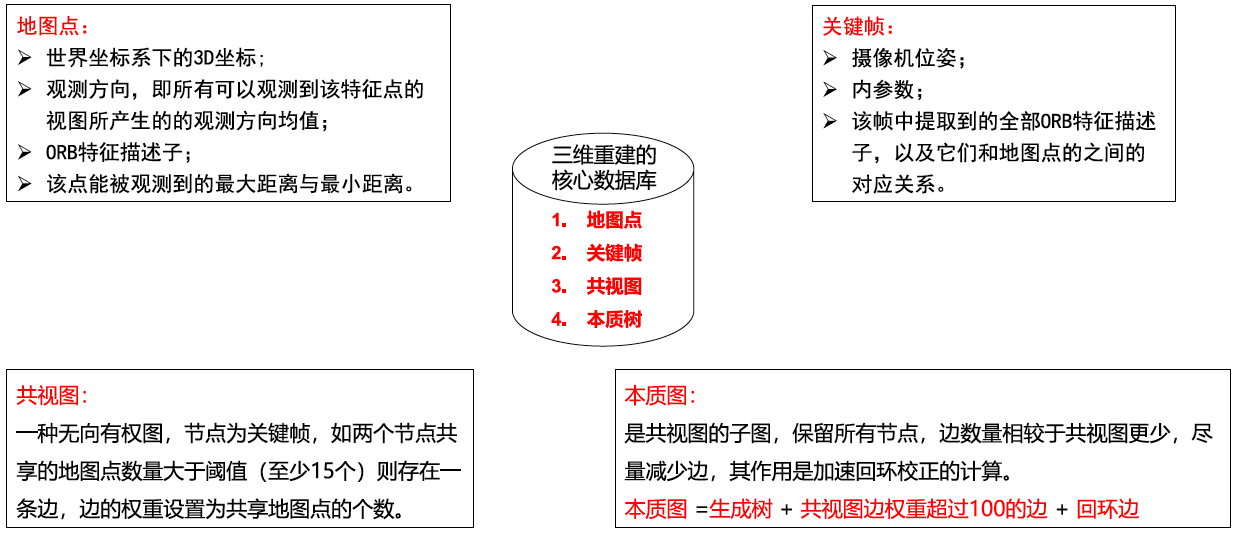 地图点：
➢ 世界坐标系下的3D坐标；
➢ 观测方向，即所有可以观测到该特征点的
视图所产生的的观测方向均值；
➢ ORB特征描述子；
➢ 该点能被观测到的最大距离与最小距离。
关键帧：
➢ 摄像机位姿；
➢ 内参数；
➢ 该帧中提取到的全部ORB特征描述
子，以及它们和地图点的之间的
对应关系。
三维重建的
核心数据库
1. 地图点
2. 关键帧
3. 共视图
4. 本质树
共视图：
一种无向有权图，节点为关键帧，如两个节点共
享的地图点数量大于阈值（至少15个）则存在一
条边，边的权重设置为共享地图点的个数。
本质图：
是共视图的子图，保留所有节点，边数量相较于共视图更少，尽
量减少边，其作用是加速回环校正的计算。
本质图 =生成树 + 共视图边权重超过100的边 + 回环边